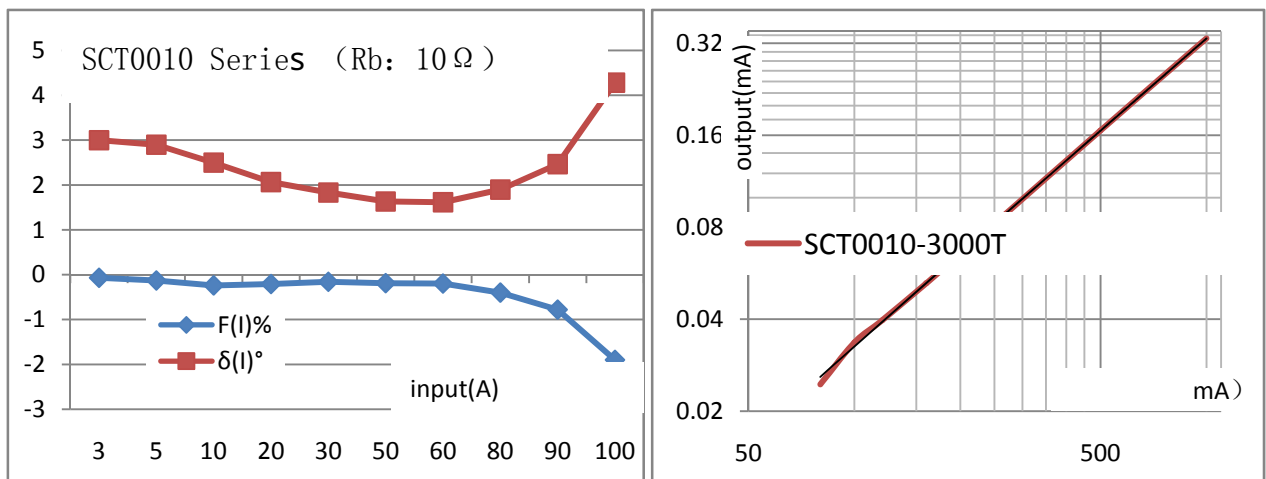 SCT0010 Series （Rb：10Ω）
5
4
3
2
1
0
-1
-2
-3
F(I)%
δ(I)°
input(A)
3 5 10 20 30 50 60 80 90 100
output(mA)
0.32
0.16
0.08
0.04
0.02
SCT0010-3000T
mA）
50 500